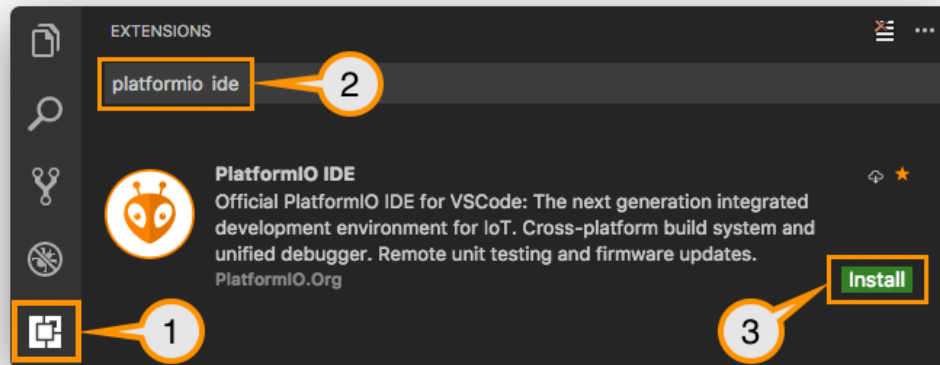 EXTENSIONS
platformio ide
2
PlatformIO IDE
Official PlatformIO IDE for VSCode: The next generation integrated
development environment for IoT. Cross-platform build system and
unified debugger. Remote unit testing and firmware updates.
PlatformIO.Org
Install
1
3